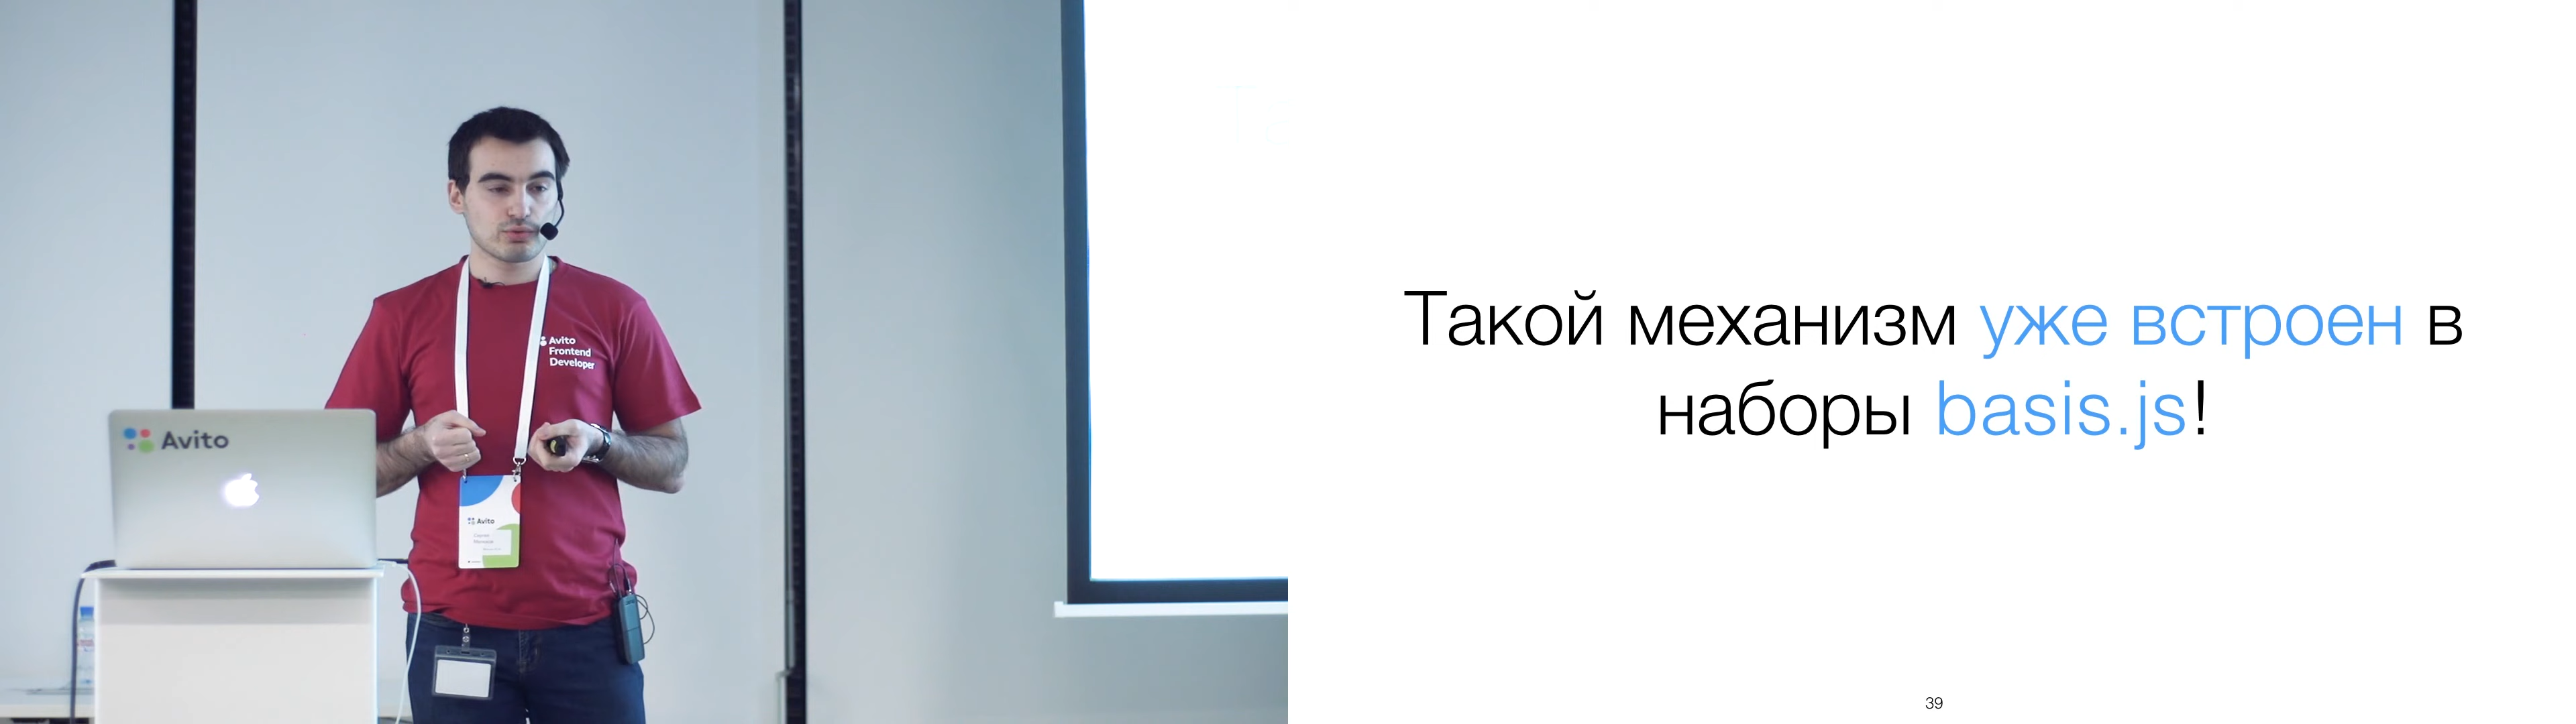 Avito
Frontend
Developer
Avito
Avito
Такой механизм уже встроен в
наборы basis.js!
39